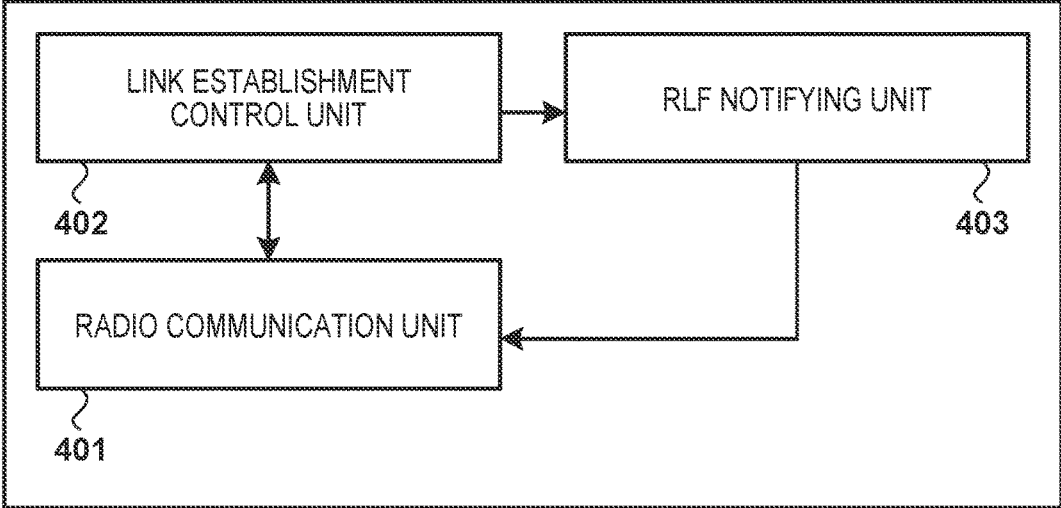 LINK ESTABLISHMENT
CONTROL UNIT
RLF NOTIFYING UNIT
402
403
RADIO COMMUNICATION UNIT
401